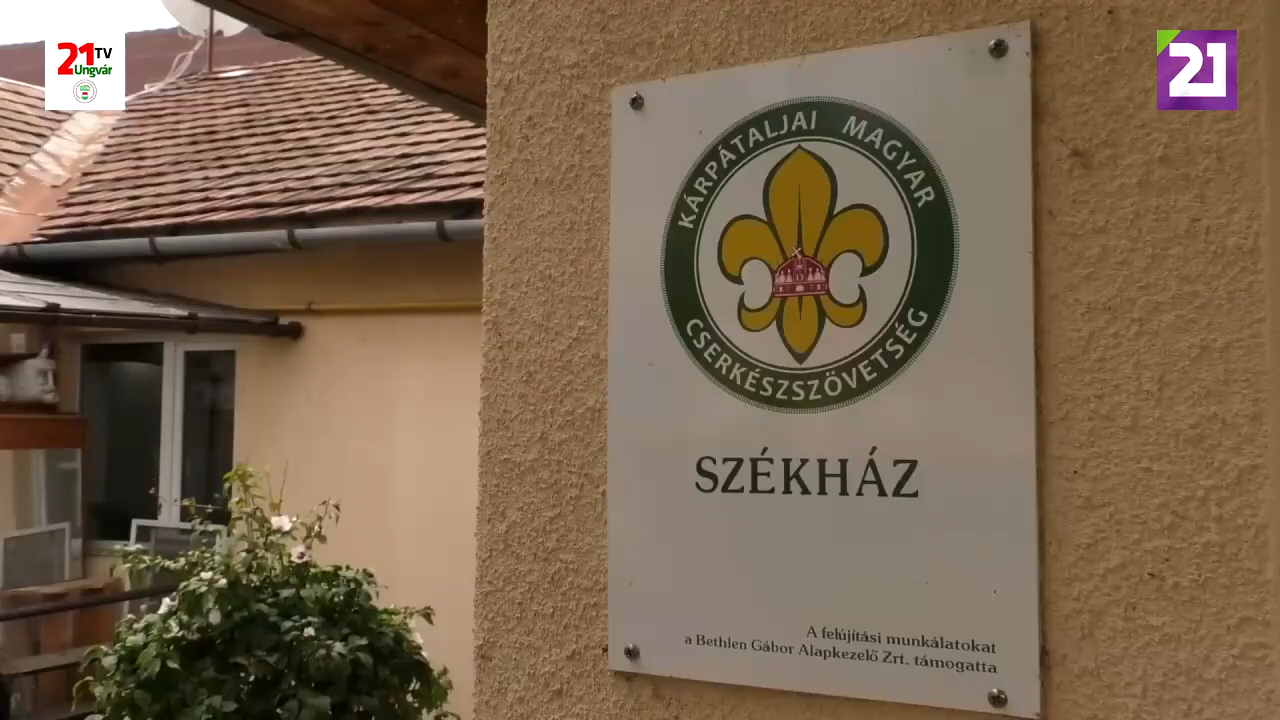 21 TV
Ungvár
21
KÁRPÁTALJAI MAGYAR
CSERKÉSZSZÖVETSÉG
SZÉKHÁZ
A felújítási munkálatokat
a Bethlen Gábor Alapkezelő Zrt. támogatta